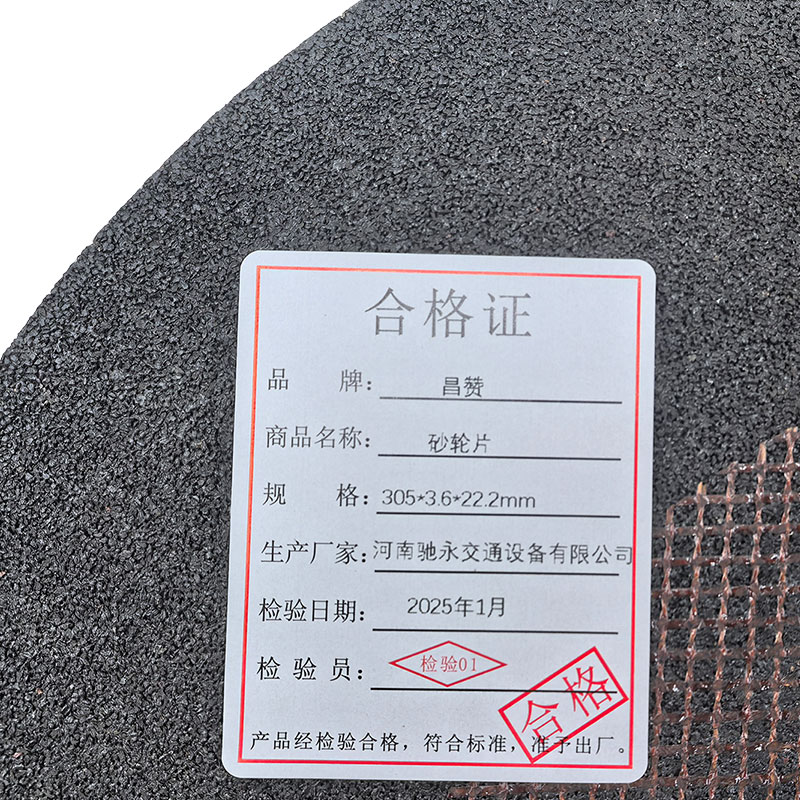 合格证
品 牌：昌赞
商品名称：砂轮片
规 格：305*3.6*22.2mm
生产厂家：河南驰永交通设备有限公司
检验日期：2025年1月
检 验 员：检验01
合格
产品经检验合格，符合标准，准予出厂。